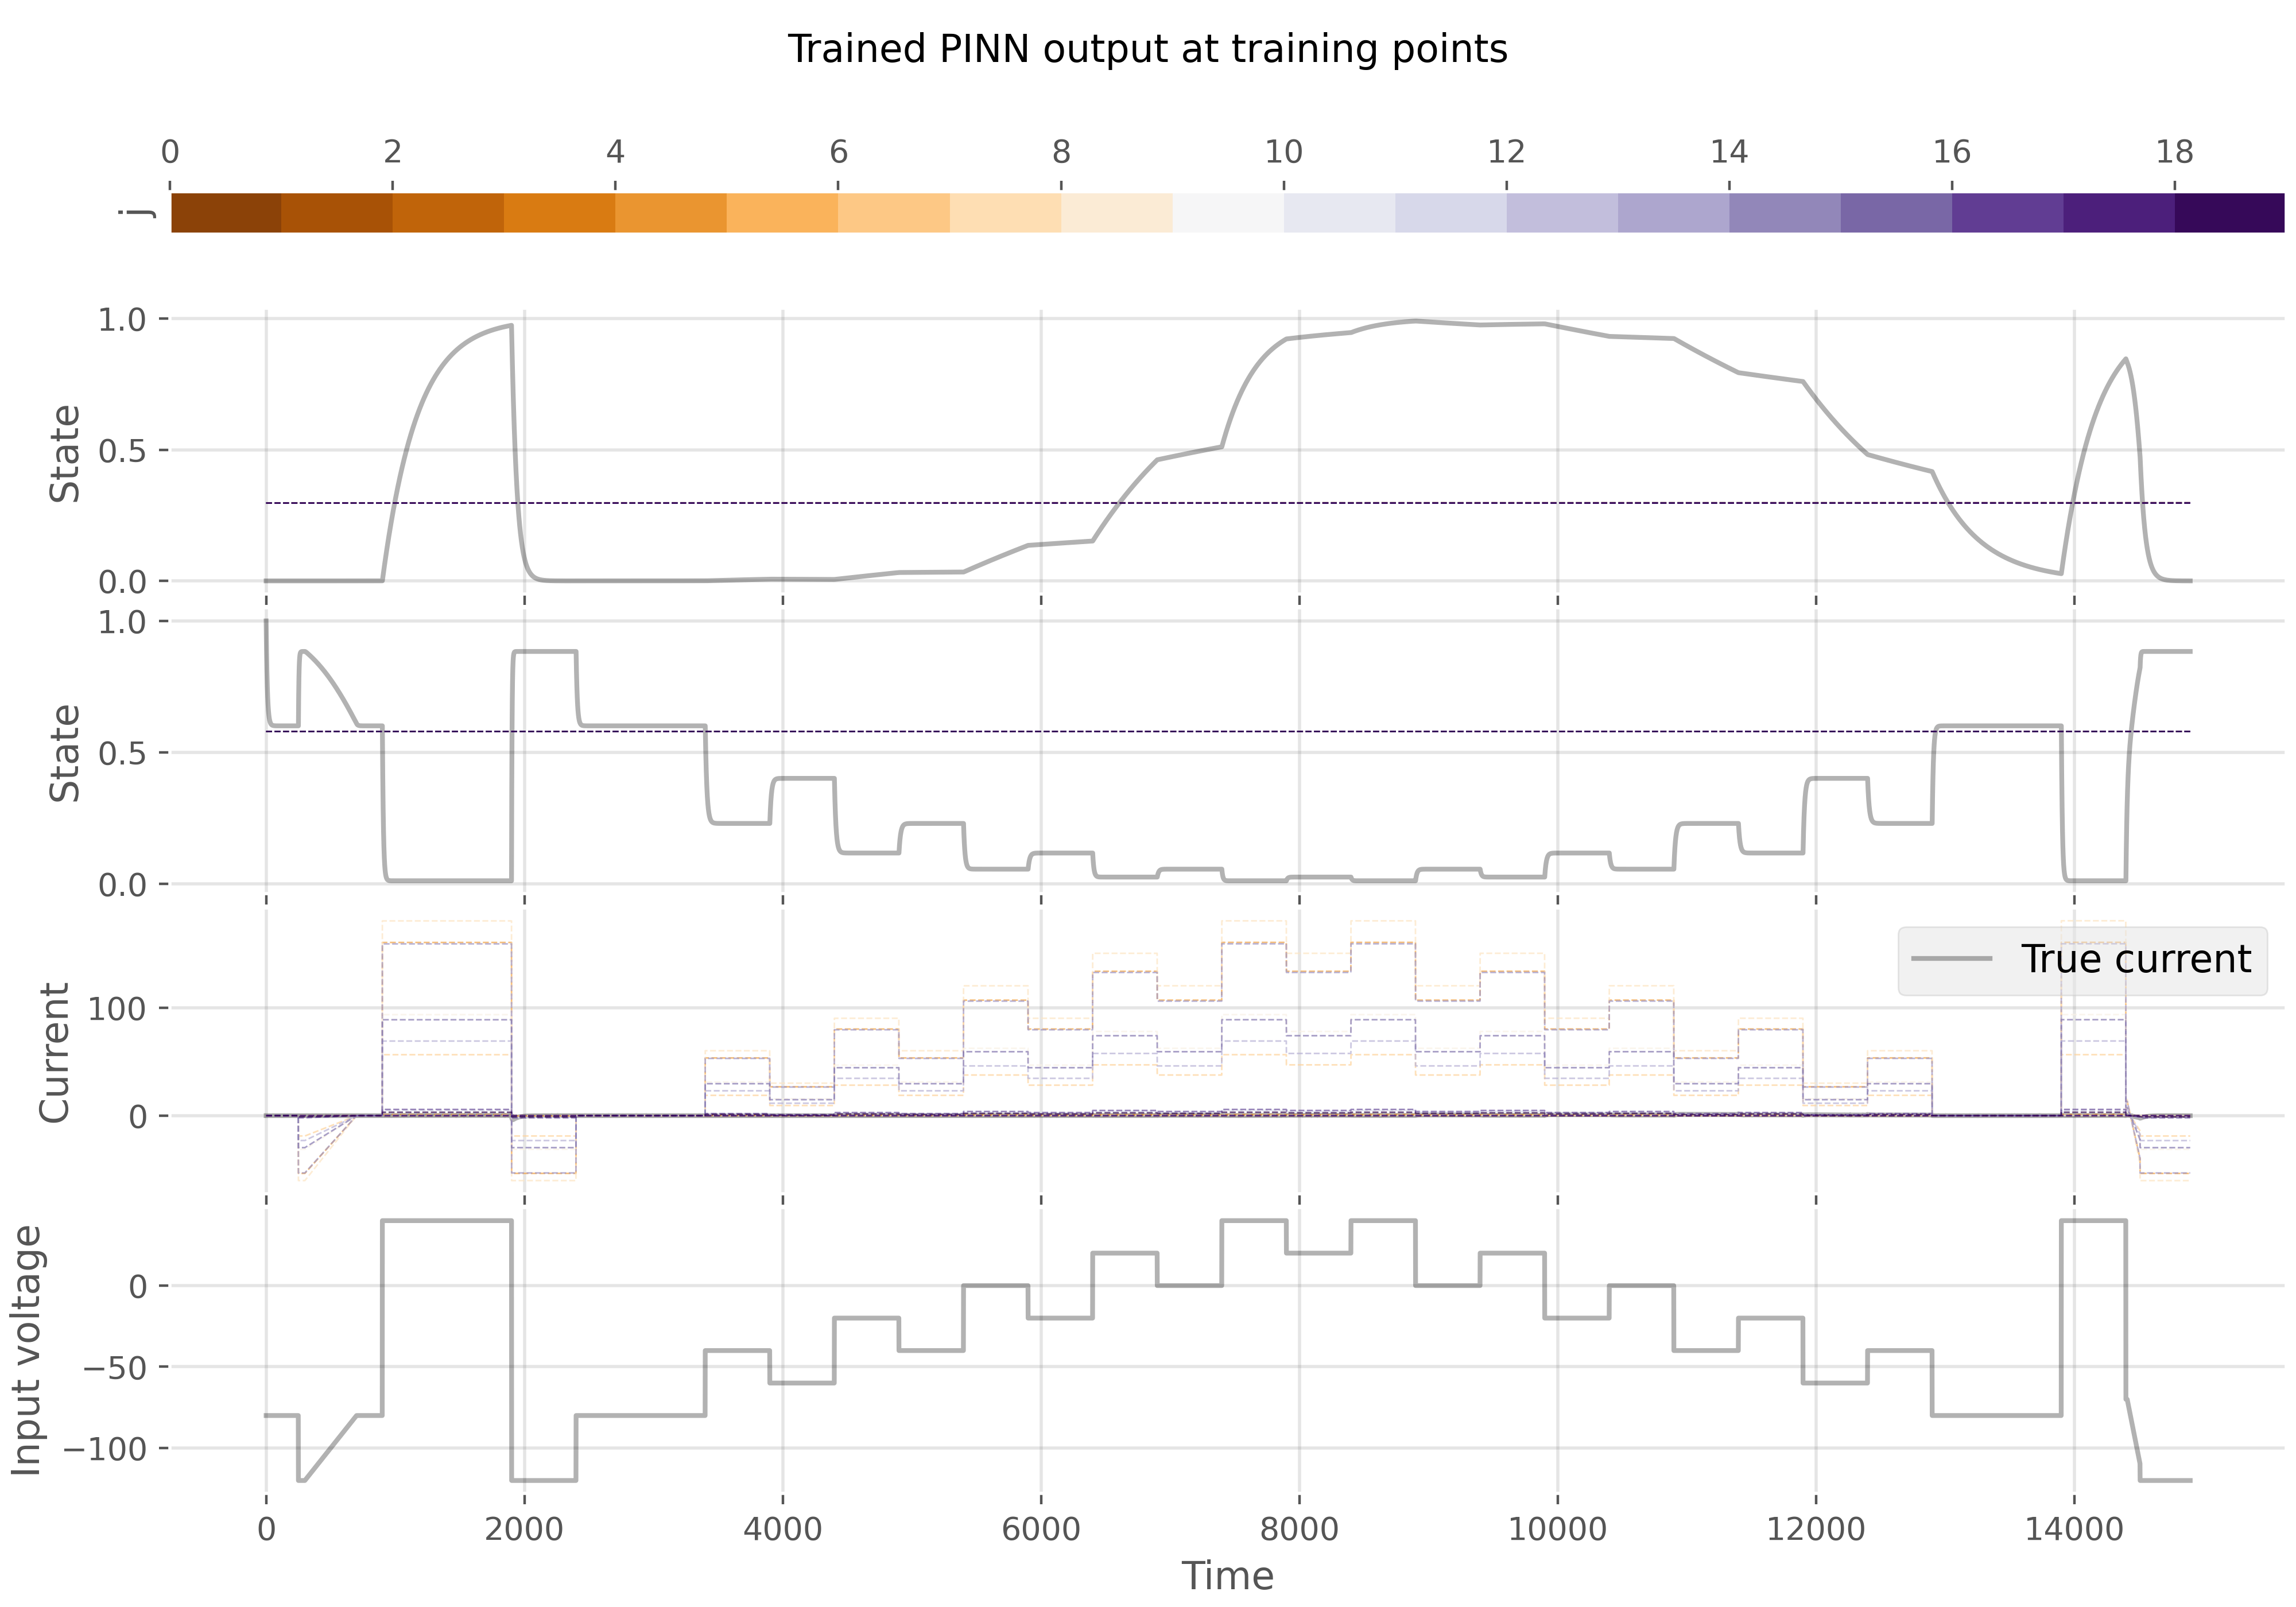 Trained PINN output at training points
0 2 4 6 8 10 12 14 16 18
j
1.0
0.5
0.0
State
1.0
0.5
0.0
State
100
0
Current
True current
0
−50
−100
Input voltage
0 2000 4000 6000 8000 10000 12000 14000
Time